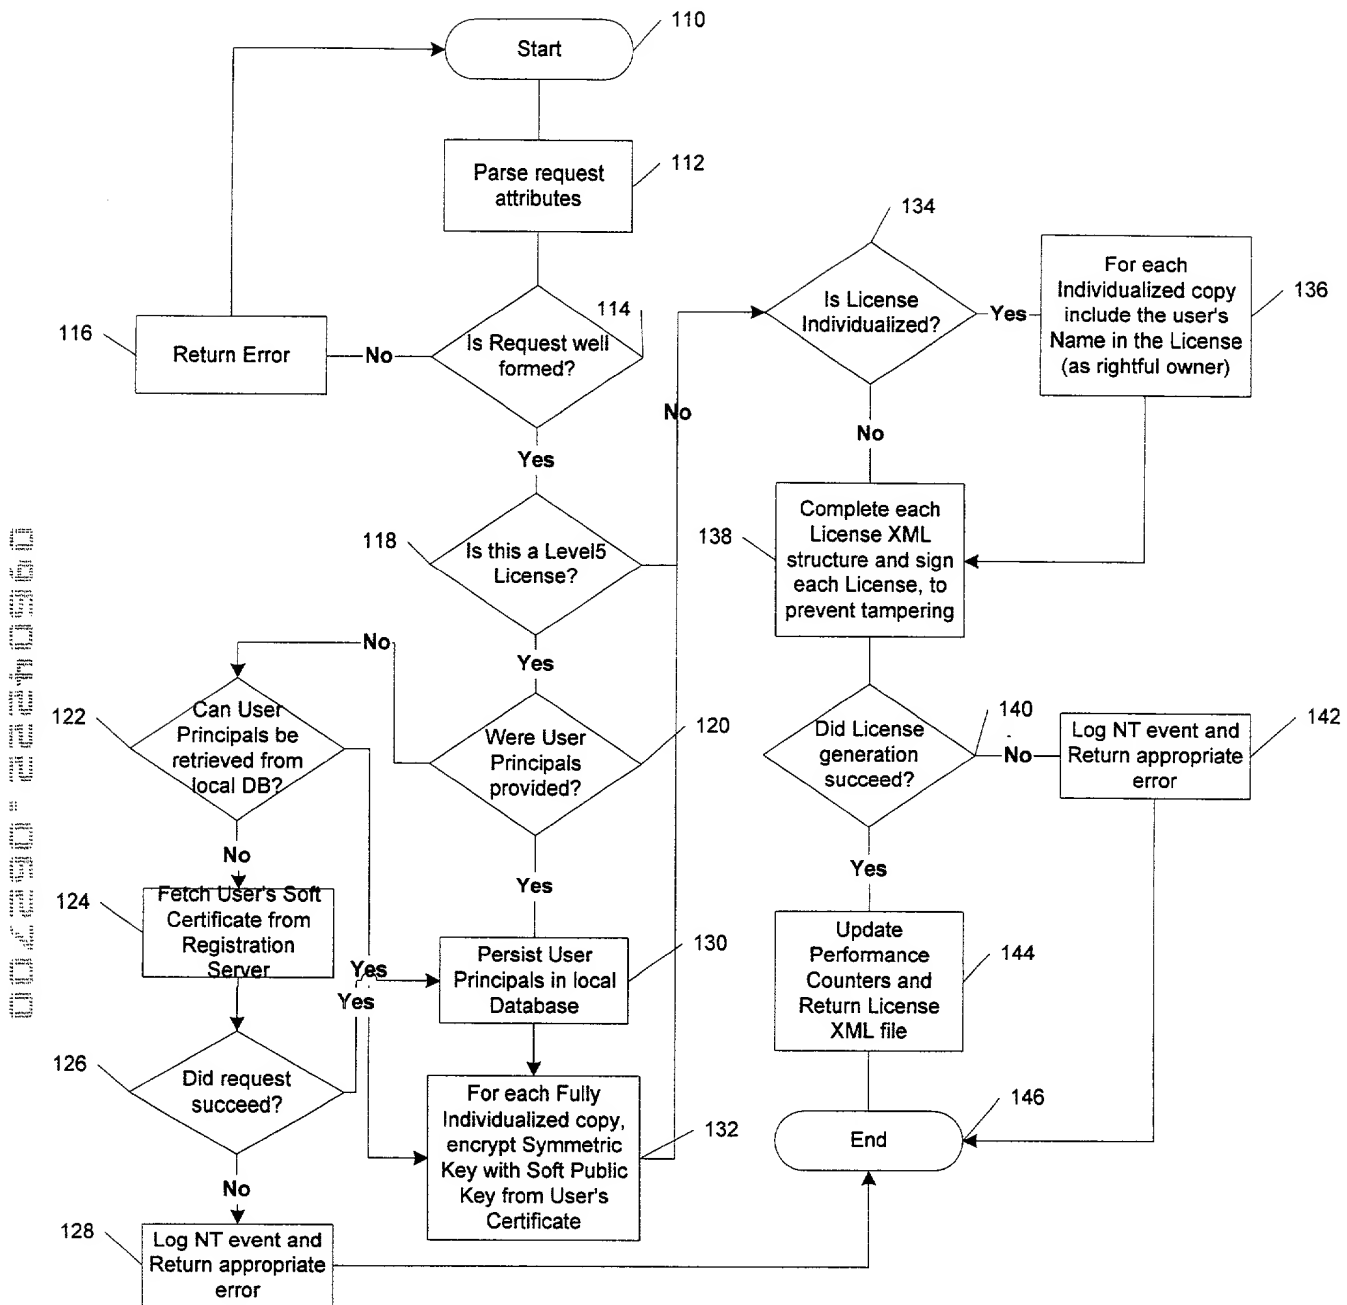 110
Start
112
Parse request
attributes
134
For each
Individualized copy
include the user's
Name in the License
(as rightful owner)
136
Is License
Individualized?
Yes
114
116
Return Error
No
Is Request well
formed?
No
No
Yes
118
Is this a Level5
License?
Complete each
License XML
structure and sign
each License, to
prevent tampering
138
No
Yes
122
Can User
Principals be
retrieved from
local DB?
Were User
Principals
provided?
120
Did License
generation
succeed?
140
No
Log NT event and
Return appropriate
error
142
No
Yes
Yes
124
Fetch User's Soft
Certificate from
Registration
Server
Yes
Yes
Persist User
Principals in local
Database
130
Update
Performance
Counters and
Return License
XML file
144
126
Did request
succeed?
For each Fully
Individualized copy,
encrypt Symmetric
Key with Soft Public
Key from User's
Certificate
132
End
146
No
128
Log NT event and
Return appropriate
error